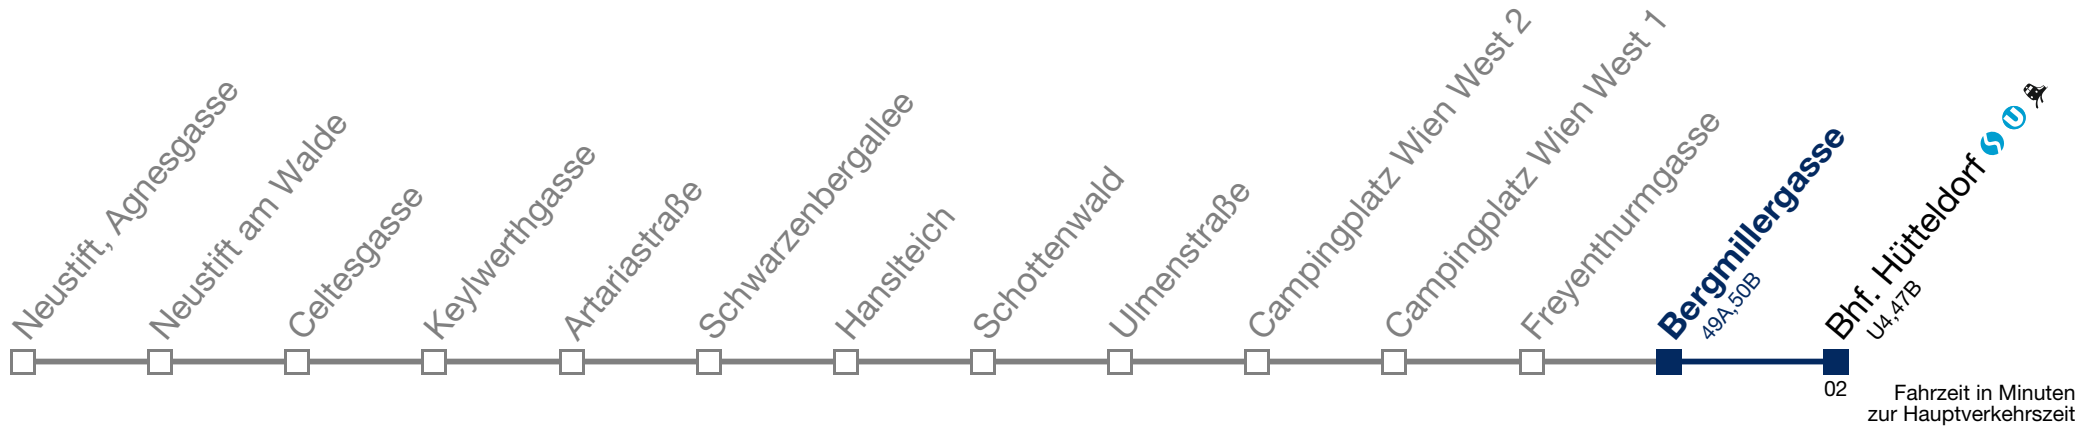 Neustift, Agnesgasse
Neustift am Walde
Celtesgasse
Keylwerthgasse
Artariastraße
Schwarzenbergallee
Hanslteich
Schottenwald
Ulmenstraße
Campingplatz Wien West 2
Campingplatz Wien West 1
Freyenthurmgasse
Bergmillergasse
49A,50B
Bhf. Hütteldorf S U
U4,47B
02
Fahrzeit in Minuten
zur Hauptverkehrszeit